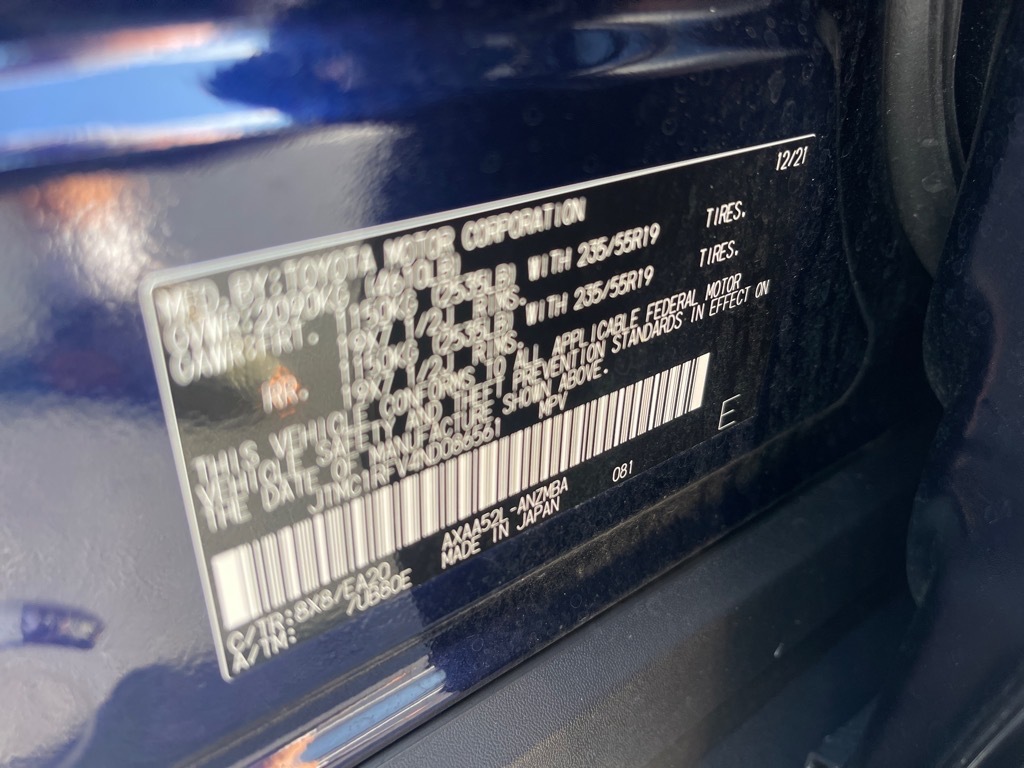 12/21
MFD. BY: TOYOTA MOTOR CORPORATION
GVWR: 2020KG (4610LB)
GAWR: FRT. 1150KG (2535LB) WITH 235/55R19 TIRES.
19X7 1/2J RIMS.
RR. 1150KG (2535LB) WITH 235/55R19 TIRES.
19X7 1/2J RIMS.
THIS VEHICLE CONFORMS TO ALL APPLICABLE FEDERAL MOTOR
VEHICLE SAFETY AND THEFT PREVENTION STANDARDS IN EFFECT ON
THE DATE OF MANUFACTURE SHOWN ABOVE.
MPV
E
081
AXAA52L-ANZMBA
C/TR: 8X8/EA20 MADE IN JAPAN
A/TM: